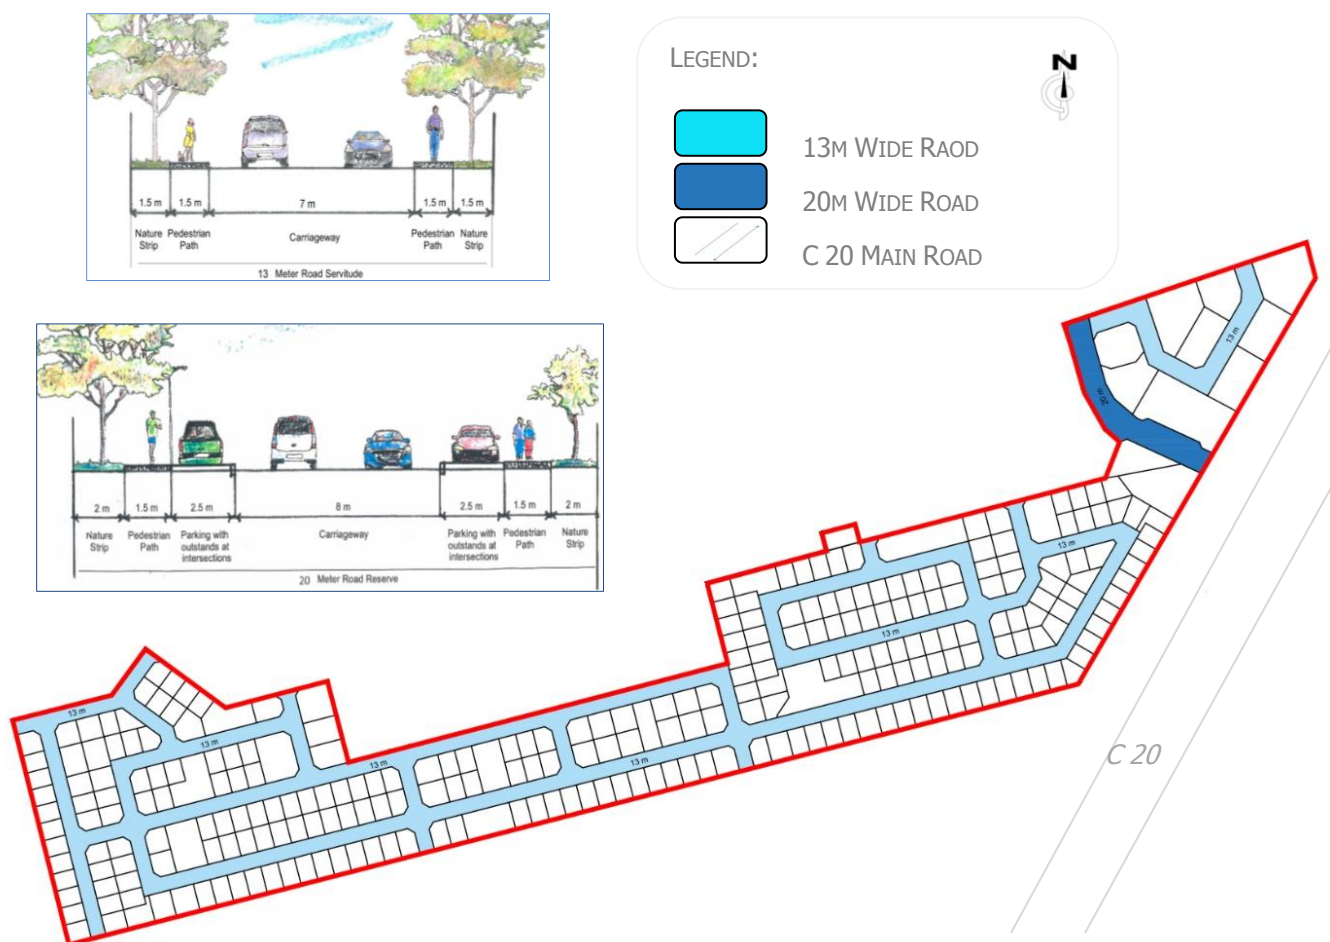 1.5 m 1.5 m 7 m 1.5 m 1.5 m
Nature Strip Pedestrian Path Carriageway Pedestrian Path Nature Strip
13 Meter Road Servitude
LEGEND:
N
13M WIDE RAOD
20M WIDE ROAD
C 20 MAIN ROAD
2 m 1.5 m 2.5 m 8 m 2.5 m 1.5 m 2 m
Nature Strip Pedestrian Path Parking with outstands at intersections Carriageway Parking with outstands at intersections Pedestrian Path Nature Strip
20 Meter Road Reserve
13 m
20 m
13 m
13 m
13 m
13 m
13 m
13 m
C 20